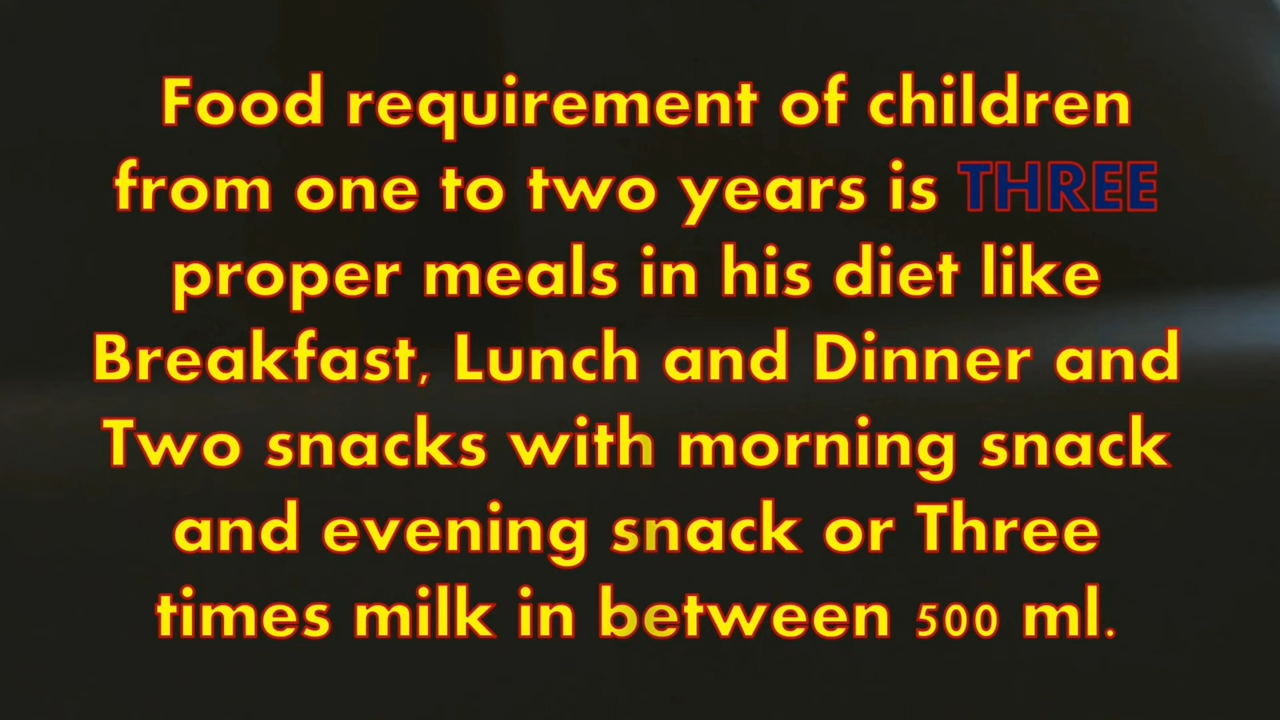 Food requirement of children
from one to two years is THREE
proper meals in his diet like
Breakfast, Lunch and Dinner and
Two snacks with morning snack
and evening snack or Three
times milk in between 500 ml.